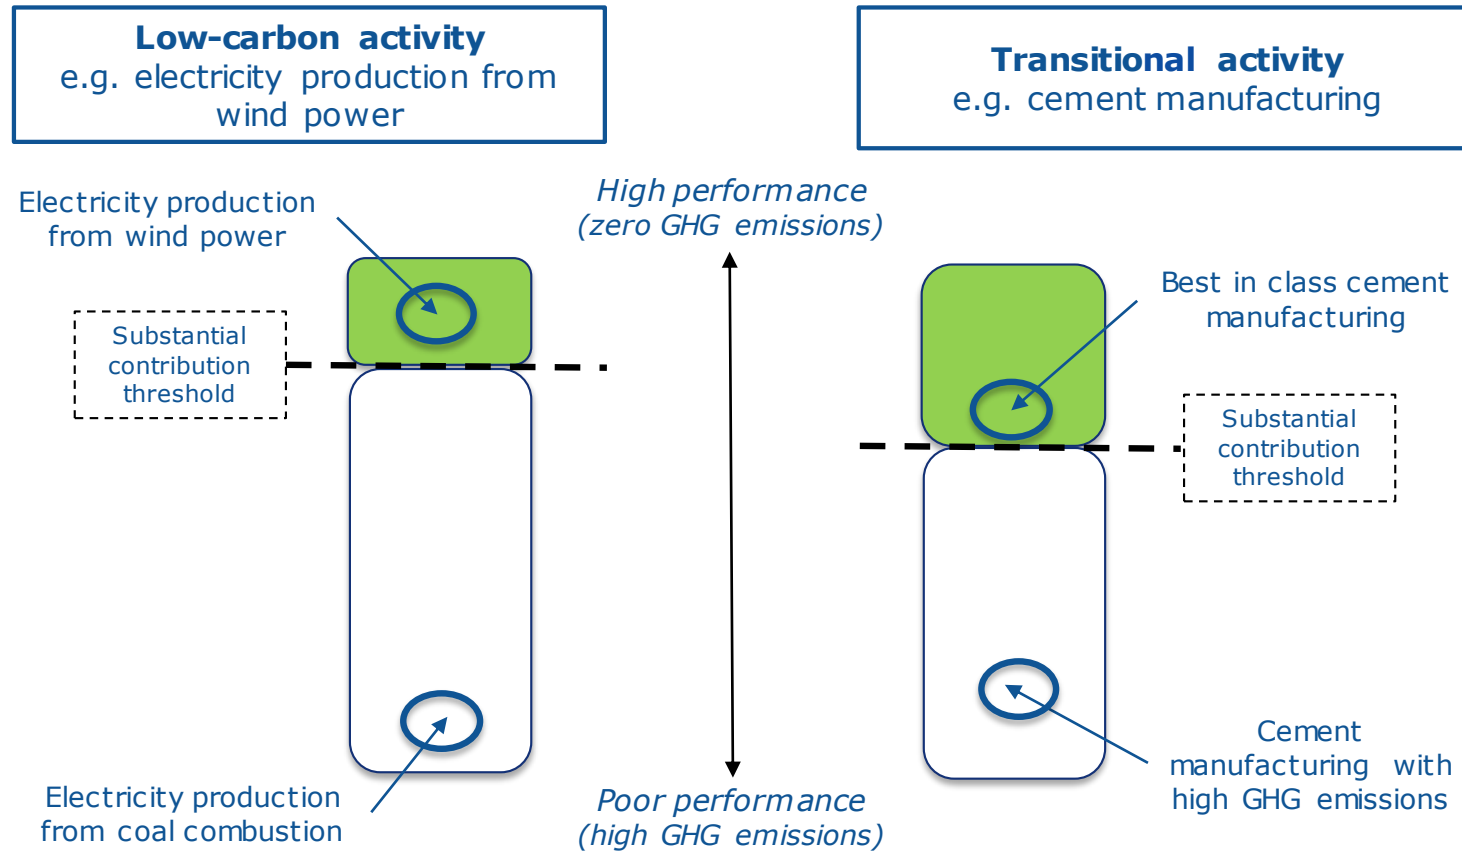 Low-carbon activity
e.g. electricity production from
wind power
Transitional activity
e.g. cement manufacturing
Electricity production
from wind power
High performance
(zero GHG emissions)
Best in class cement
manufacturing
Substantial
contribution
threshold
Substantial
contribution
threshold
Electricity production
from coal combustion
Poor performance
(high GHG emissions)
Cement
manufacturing with
high GHG emissions